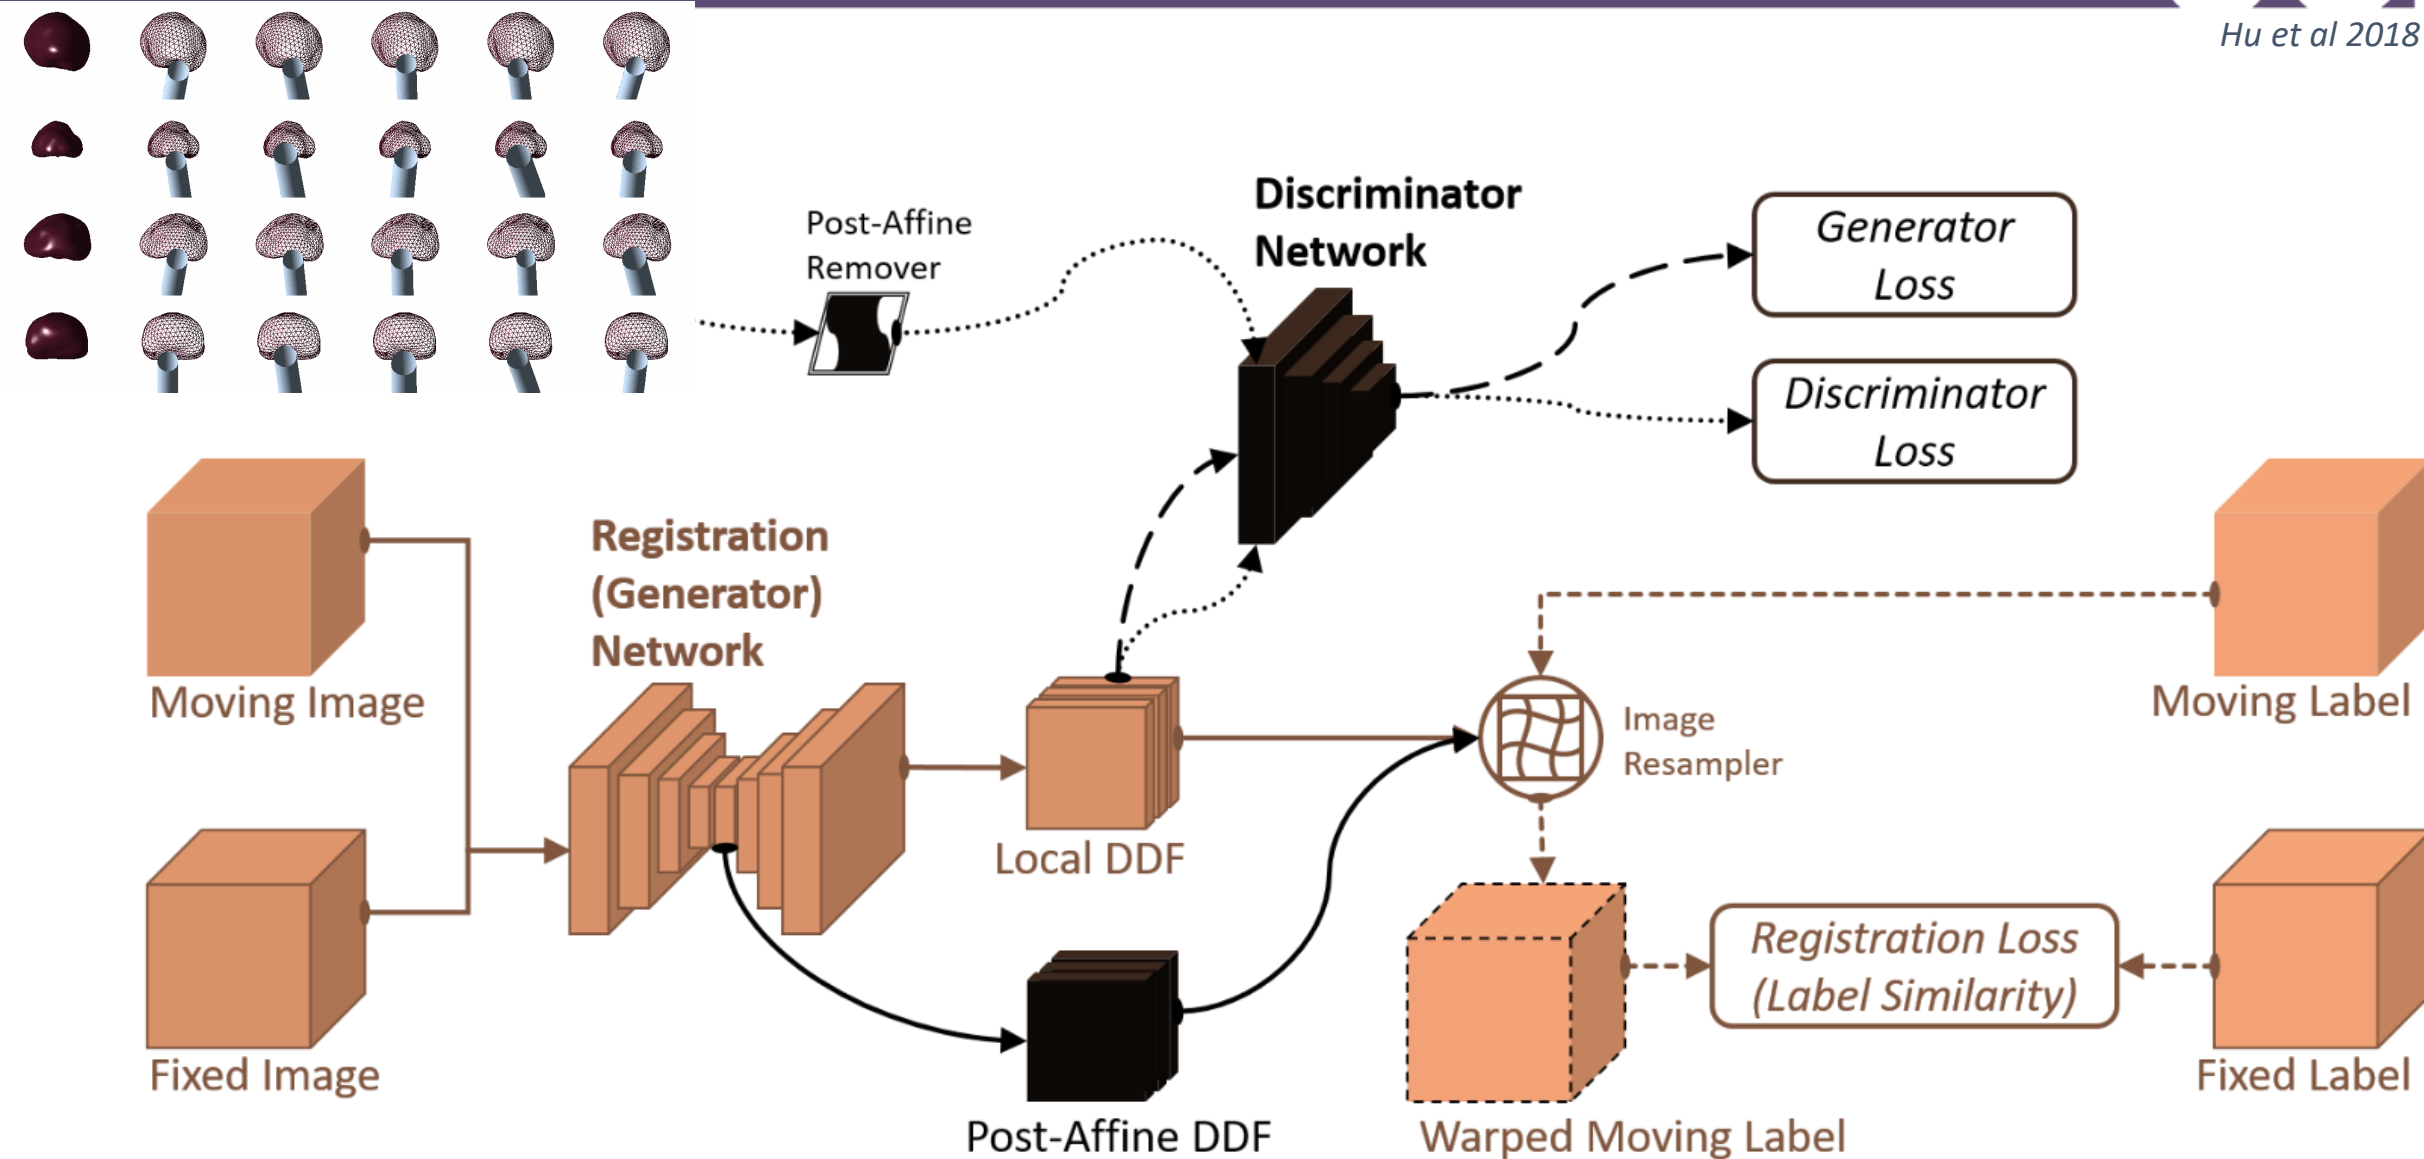 Hu et al 2018
Post-Affine
Remover
Discriminator
Network
Generator
Loss
Discriminator
Loss
Registration
(Generator)
Network
Moving Image
Moving Label
Image
Resampler
Local DDF
Registration Loss
(Label Similarity)
Fixed Image
Fixed Label
Post-Affine DDF
Warped Moving Label